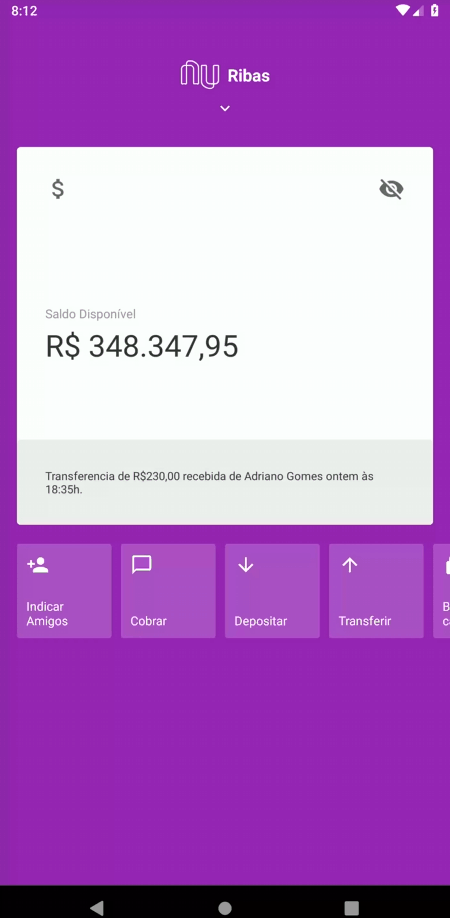 8:12
nu Ribas
$
Saldo Disponível
R$ 348.347,95
Transferencia de R$230,00 recebida de Adriano Gomes ontem às
18:35h.
Indicar
Amigos
Cobrar
Depositar
Transferir